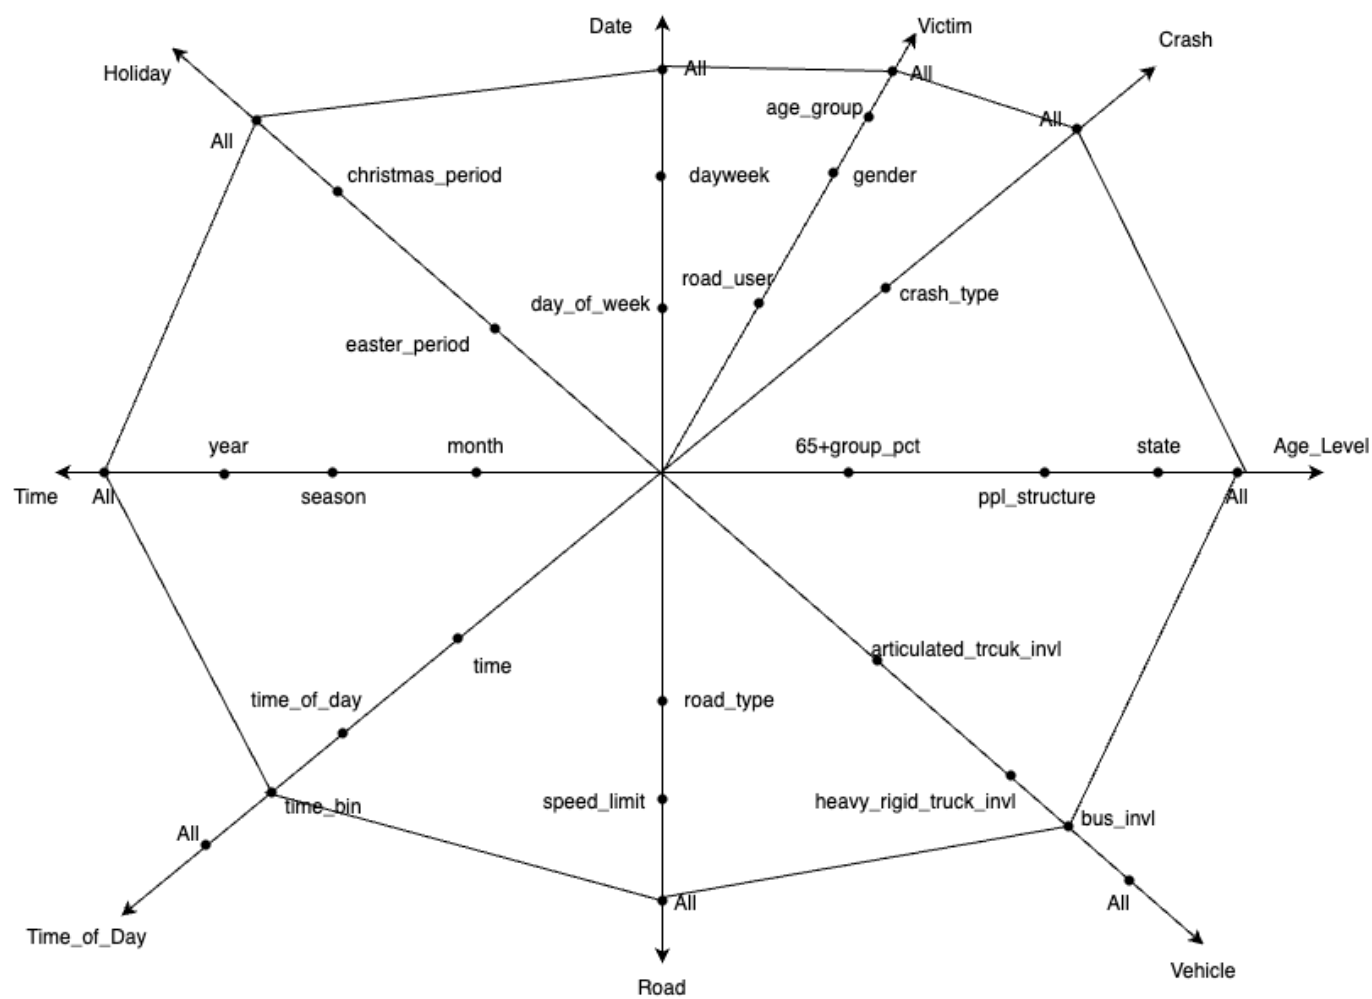 Date
Victim
Crash
Holiday
All
All
All
age_group
All
christmas_period
dayweek
gender
road_user
crash_type
day_of_week
easter_period
year
month
65+group_pct
state
Age_Level
Time
All
season
ppl_structure
All
articulated_trcuk_invl
time
time_of_day
road_type
time_bin
speed_limit
heavy_rigid_truck_invl
bus_invl
All
All
All
Time_of_Day
Vehicle
Road